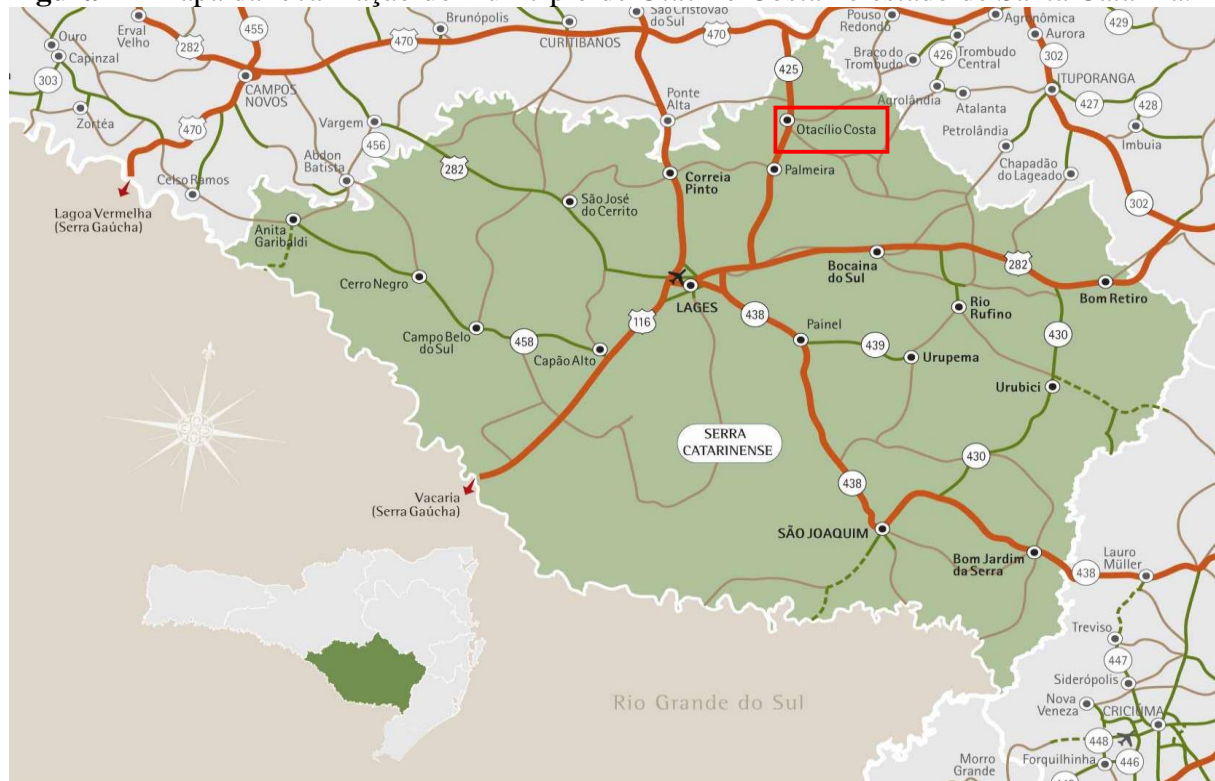 São Cristóvão
do Sul
Erval
Velho
282
455
470
Brunópolis
CURITIBANOS
470
425
Pouso
Redondo
Agronômica
Aurora
429
Ouro
Capinzal
303
Braço do
Trombudo
426
Trombudo
Central
302
CAMPOS
NOVOS
Ponte
Alta
Agrolândia
Atalanta
ITUPORANGA
427
428
Zortéa
470
Vargem
456
Otacílio Costa
Petrolândia
Imbuia
Abdon
Batista
282
Celso Ramos
Correia
Pinto
Palmeira
Chapadão
do Lageado
302
Lagoa Vermelha
(Serra Gaúcha)
São José
do Cerrito
Anita
Garibaldi
Cerro Negro
Bocaina
do Sul
282
Bom Retiro
LAGES
116
438
Rio
Rufino
Campo Belo
do Sul
458
Capão Alto
Painel
439
Urupema
430
Urubici
SERRA
CATARINENSE
430
438
Vacaria
(Serra Gaúcha)
SÃO JOAQUIM
Bom Jardim
da Serra
438
Lauro
Müller
Treviso
447
Siderópolis
Rio Grande do Sul
Nova
Veneza
CRICIÚMA
448
446
Morro
Grande
Forquilhinha